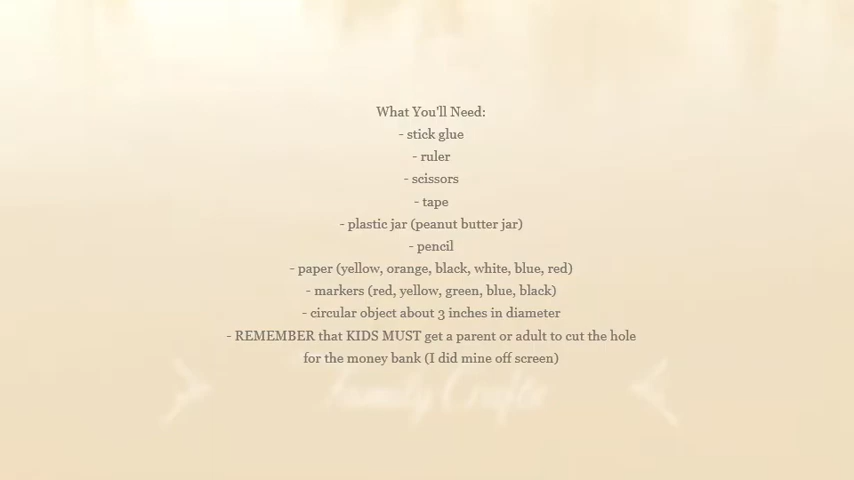 What You'll Need:
- stick glue
- ruler
- scissors
- tape
- plastic jar (peanut butter jar)
- pencil
- paper (yellow, orange, black, white, blue, red)
- markers (red, yellow, green, blue, black)
- circular object about 3 inches in diameter
- REMEMBER that KIDS MUST get a parent or adult to cut the hole
for the money bank (I did mine off screen)
Family Crafts